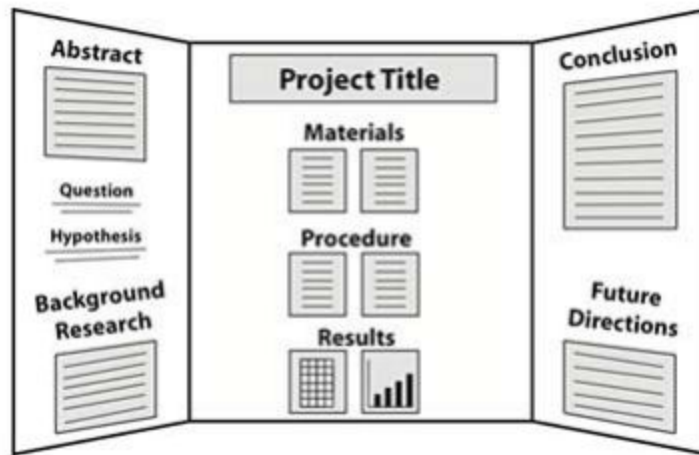 Abstract
Question
Hypothesis
Background
Research
Project Title
Materials
Procedure
Results
Conclusion
Future
Directions